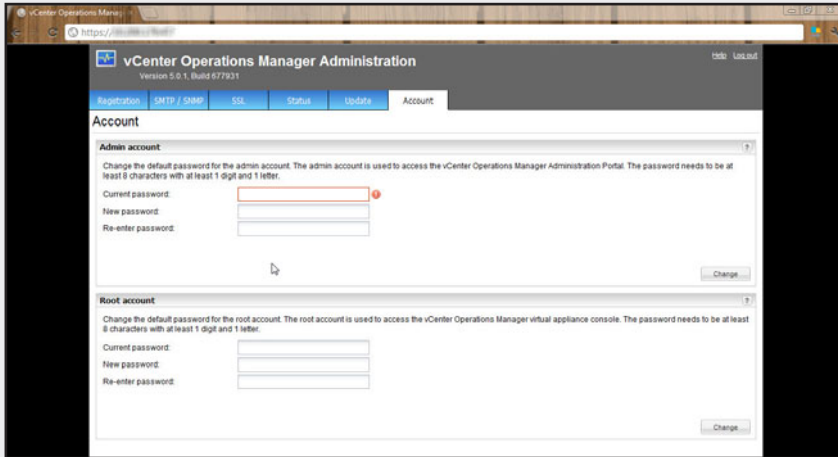 vCenter Operations Manag
https://
vCenter Operations Manager Administration
Help Log out
Version 5.0.1, Build 677931
Registration SMTP / SNMP SSL Status Update Account
Account
Admin account ?
Change the default password for the admin account. The admin account is used to access the vCenter Operations Manager Administration Portal. The password needs to be at
least 8 characters with at least 1 digit and 1 letter.
Current password:
New password:
Re-enter password:
Change
Root account ?
Change the default password for the root account. The root account is used to access the vCenter Operations Manager virtual appliance console. The password needs to be at least
8 characters with at least 1 digit and 1 letter.
Current password:
New password:
Re-enter password:
Change